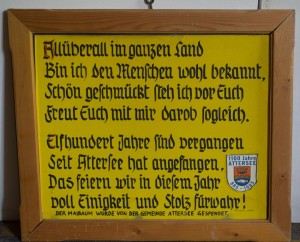 Allüberall im ganzen Land
Bin ich den Menschen wohl bekannt,
Schön geschmückt steh ich vor Euch
Freut Euch mit mir darob sogleich.
Elfhundert Jahre sind vergangen
Seit Attersee hat angefangen,
Das feiern wir in diesem Jahr
voll Einigkeit und Stolz fürwahr!
1100 Jahre
ATTERSEE
DER MAIBAUM WURDE VON DER GEMEINDE ATTERSEE GESPENDET.